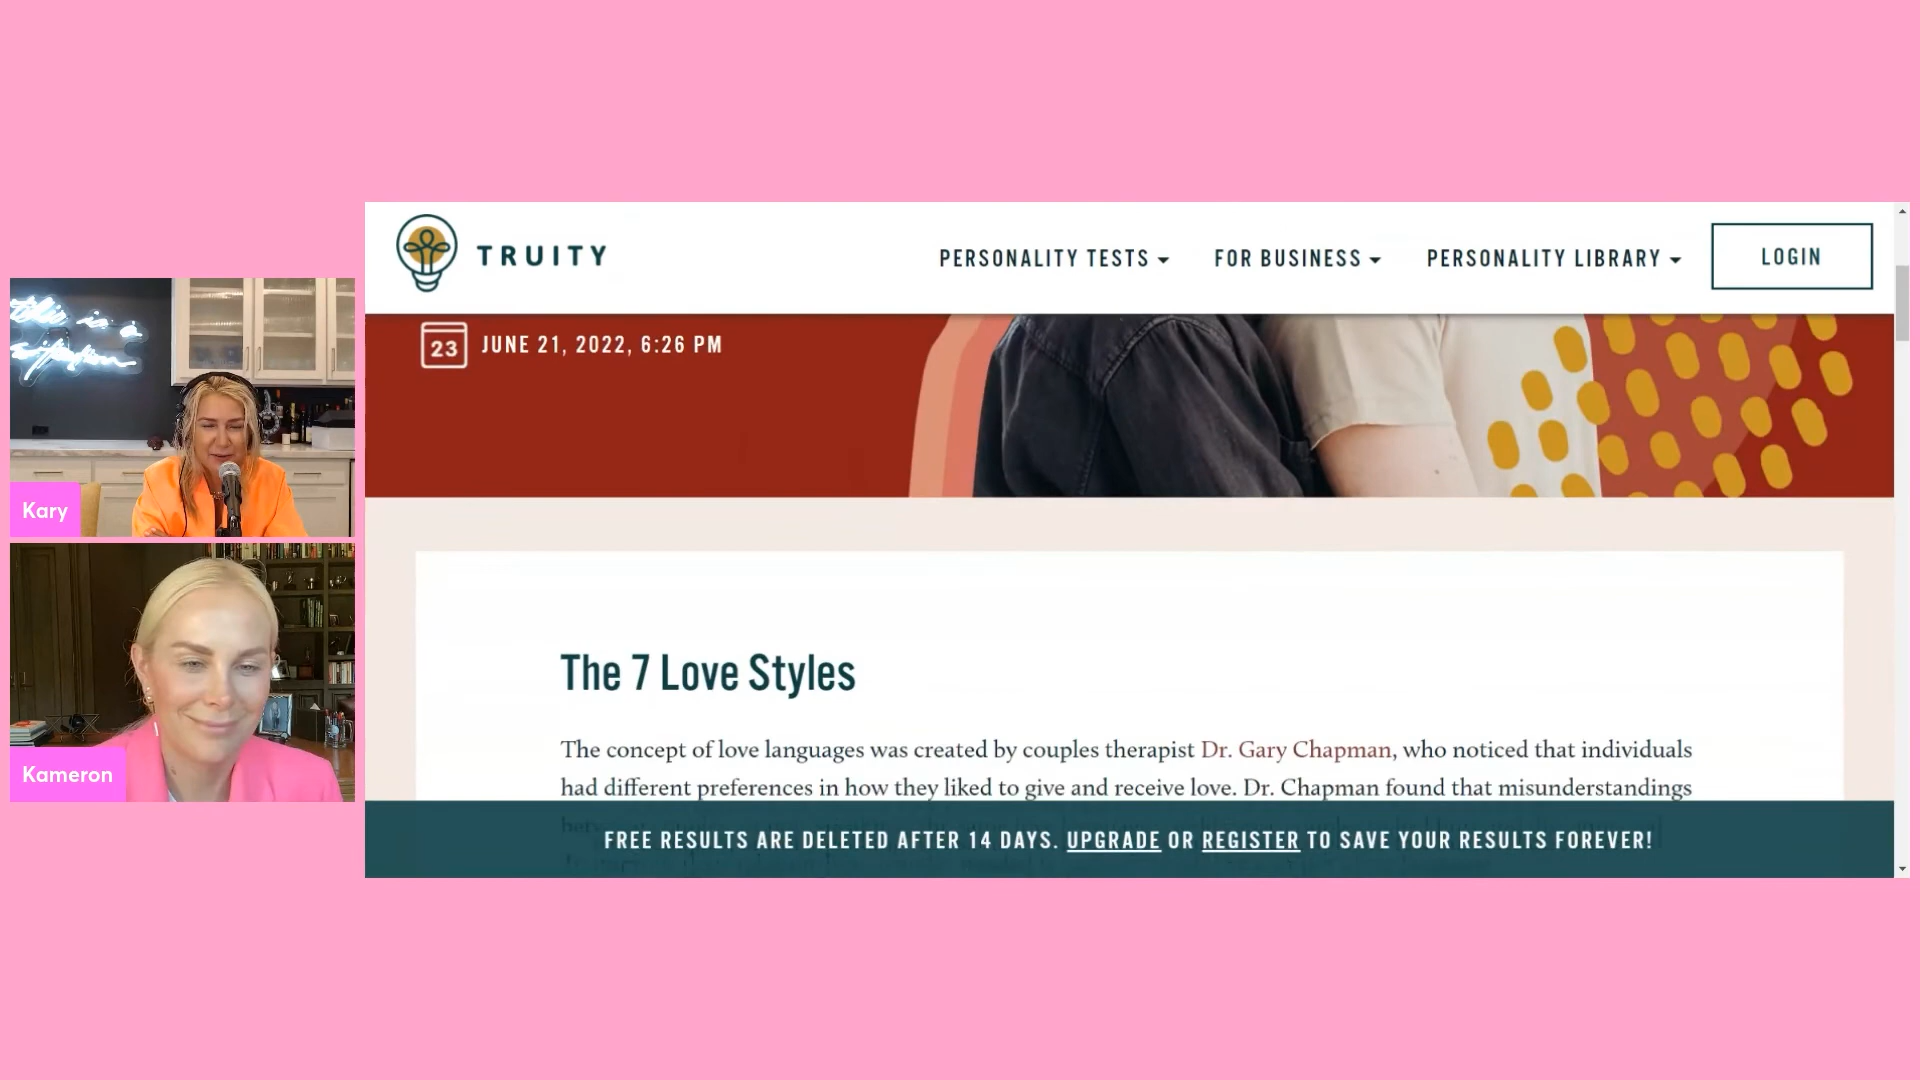 TRUITY
PERSONALITY TESTS
FOR BUSINESS
PERSONALITY LIBRARY
LOGIN
23
JUNE 21, 2022, 6:26 PM
this is a
Kary
Kameron
The 7 Love Styles
The concept of love languages was created by couples therapist Dr. Gary Chapman, who noticed that individuals
had different preferences in how they liked to give and receive love. Dr. Chapman found that misunderstandings
FREE RESULTS ARE DELETED AFTER 14 DAYS. UPGRADE OR REGISTER TO SAVE YOUR RESULTS FOREVER!